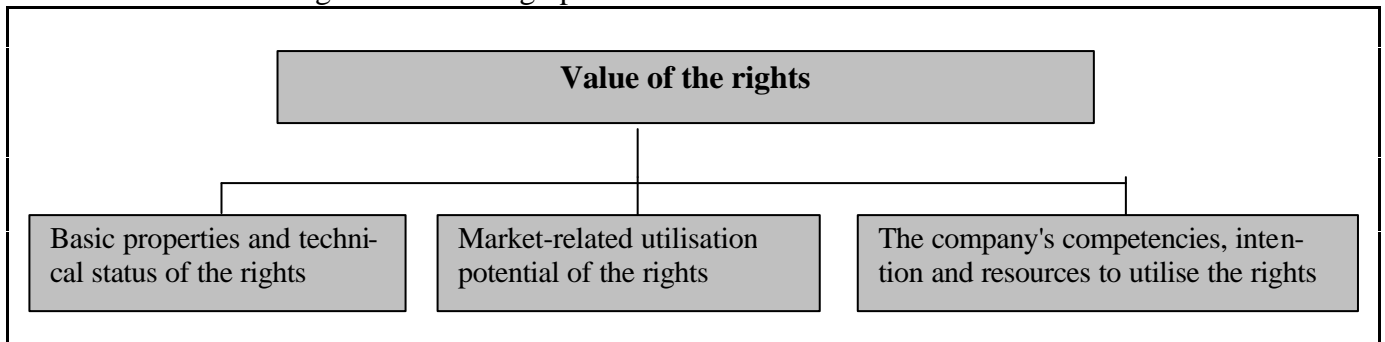 Value of the rights
Basic properties and techni-
cal status of the rights
Market-related utilisation
potential of the rights
The company's competencies, inten-
tion and resources to utilise the rights